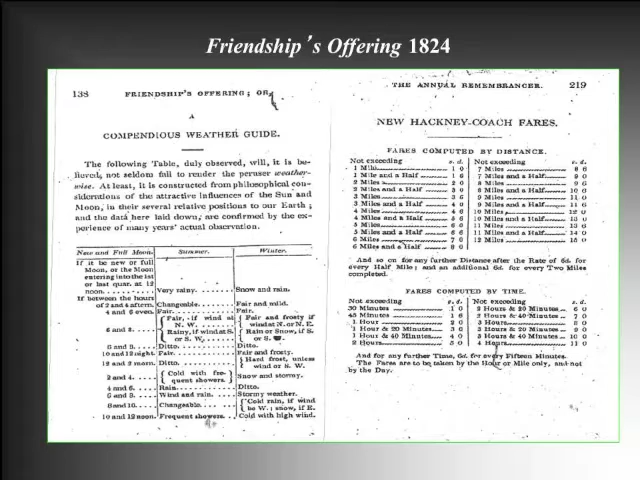 Friendship's Offering 1824
138 FRIENDSHIP'S OFFERING; OR,
A
COMPENDIOUS WEATHER GUIDE.
The following Table, duly observed, will, it is be-
lieved, not seldom fail to render the peruser weather-
wise. At least, it is constructed from philosophical con-
siderations of the attractive influences of the Sun and
Moon, in their several relative positions to our Earth;
and the data here laid down, are confirmed by the ex-
perience of many years' actual observation.
New and Full Moon. Summer. Winter.
If it be new or full
Moon, or the Moon
entering into the 1st
or last quar. at 12
noon. Very rainy. Snow and rain.
If between the hours
of 2 and 4 aftern. Changeable. Fair and mild.
4 and 6 even. Fair. Fair.
6 and 8. Fair, if wind at N. W. Rainy, if wind S. or S. W. Fair and frosty if wind at N. or N. E. Rain or Snow, if S. or S. W.
8 and 9. Ditto. Ditto.
10 and 12 night. Fair. Fair and frosty.
12 and 2 morn. Ditto. Hard frost, unless wind or S. W.
2 and 4. Cold with fre-quent showers. Snow and stormy.
4 and 6. Rain. Ditto.
6 and 8. Wind and rain. Stormy weather.
8 and 10. Changeable. Cold rain, if wind be W.; snow, if E.
10 and 12 noon. Frequent showers. Cold with high wind.
THE ANNUAL REMEMBRANCER. 219
NEW HACKNEY-COACH FARES.
FARES COMPUTED BY DISTANCE.
Not exceeding s. d.
1 Mile 1 0
1 Mile and a Half 1 6
2 Miles 2 0
2 Miles and a Half 3 0
3 Miles 3 6
3 Miles and a Half 4 0
4 Miles 4 6
5 Miles
5 Miles and a Half 6 6
6 Miles 7 0
6 Miles and a Half 8 0
Not exceeding s. d.
7 Miles 8 6
7 Miles and a Half 9 0
8 Miles
8 Miles and a Half 10 6
9 Miles 11 0
9 Miles and a Half 11 6
10 Miles 12 0
10 Miles and a Half 13 0
11 Miles 13 6
11 Miles and a Half 14 0
12 Miles 15 0
And so on for any further Distance after the Rate of 6d. for
every Half Mile; and an additional 6d. for every Two Miles
completed.
FARES COMPUTED BY TIME.
Not exceeding s. d.
30 Minutes 1 0
45 Minutes 1 6
1 Hour 2 0
1 Hour & 20 Minutes 3 0
1 Hour & 40 Minutes 4 0
2 Hours 5 0
Not exceeding s. d.
2 Hours & 20 Minutes 6 0
2 Hours & 40 Minutes 7 0
3 Hours 8 0
3 Hours & 20 Minutes 9 0
3 Hours & 40 Minutes 10 0
4 Hours 11 0
And for any further Time, 6d. for every Fifteen Minutes.
The Fares are to be taken by the Hour or Mile only, and not
by the Day.